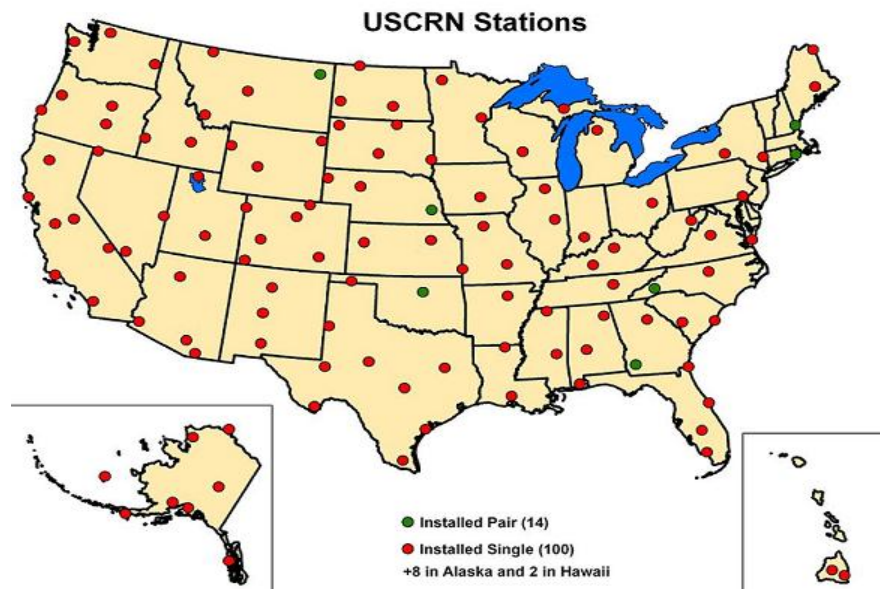 USCRN Stations
Installed Pair (14)
Installed Single (100)
+8 in Alaska and 2 in Hawaii